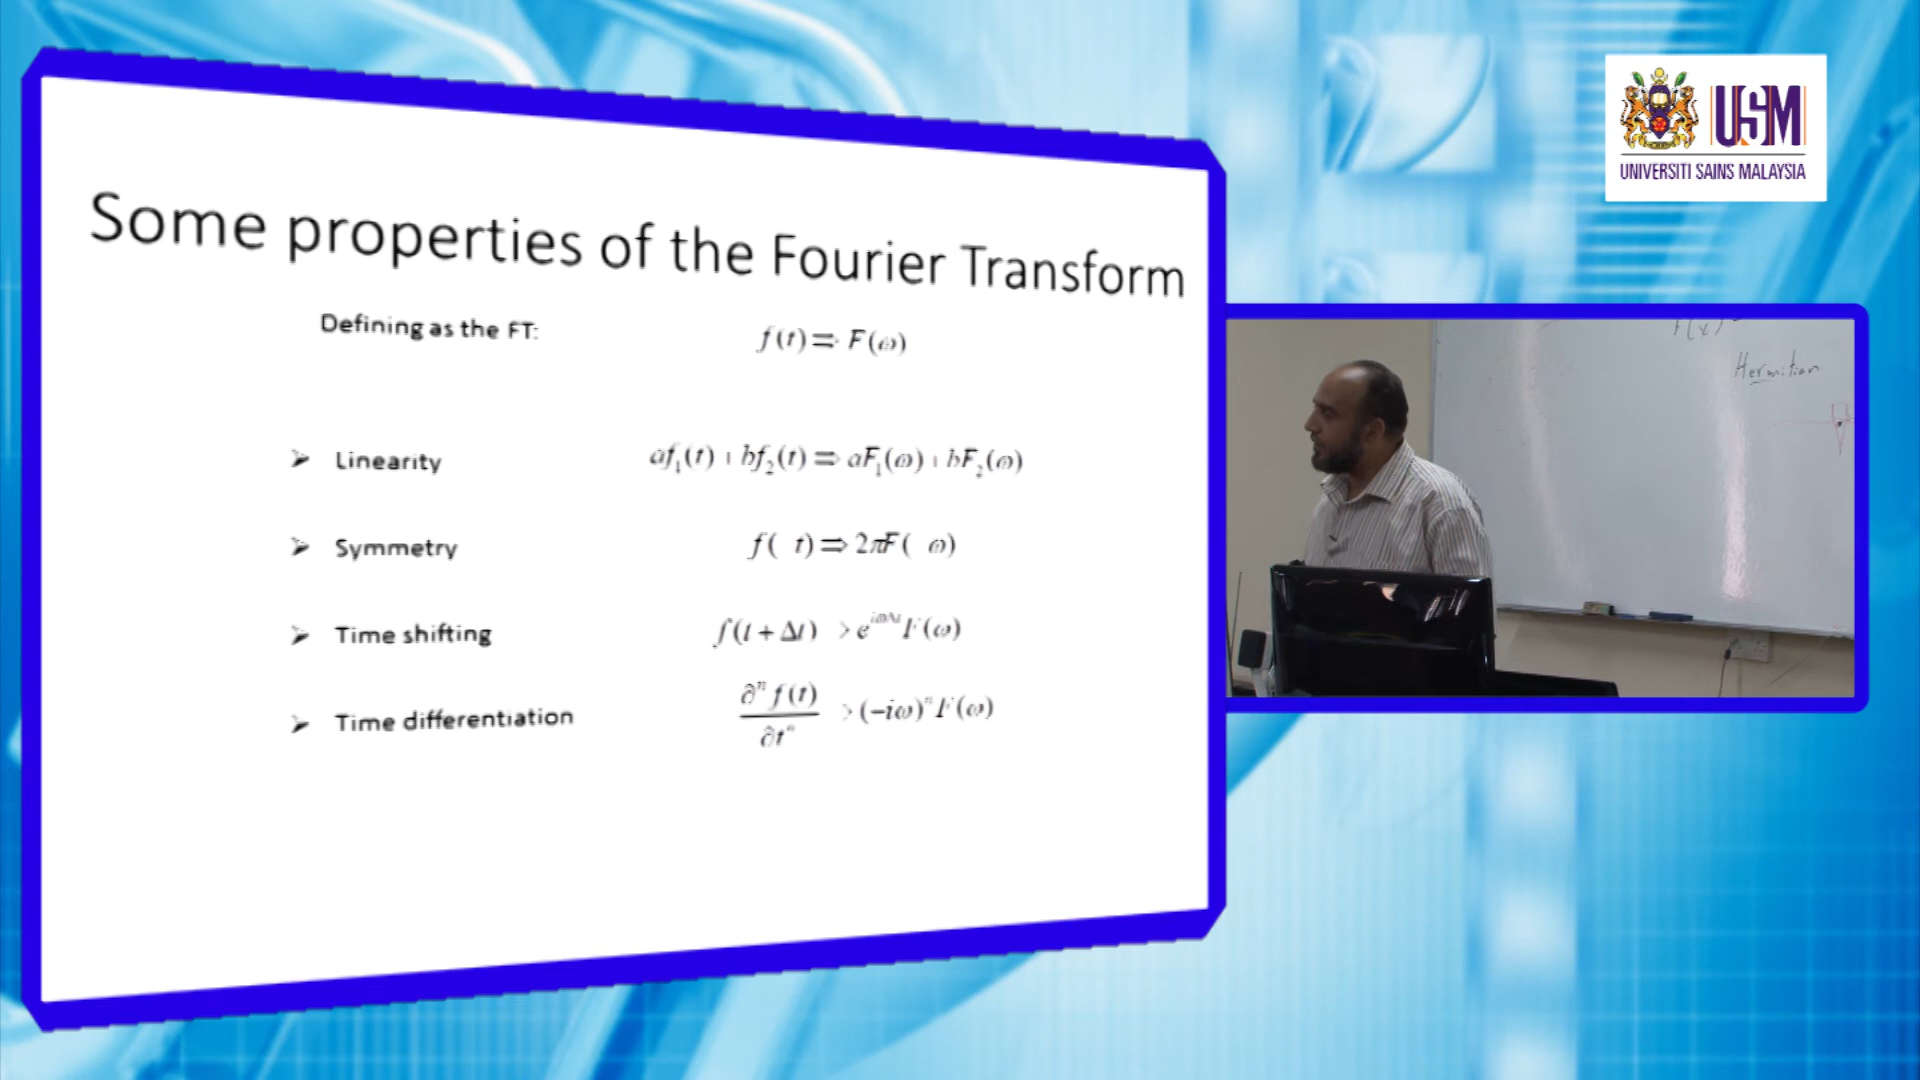 Some properties of the Fourier Transform
Defining as the FT: f(t) ⇒ F(ω)
➢ Linearity af₁(t) + bf₂(t) ⇒ aF₁(ω) + bF₂(ω)
➢ Symmetry f( t) ⇒ 2πF( ω)
➢ Time shifting f(t + Δt) > e^{iωΔt} F(ω)
➢ Time differentiation ∂ⁿf(t)/∂tⁿ > (−iω)ⁿ F(ω)
USM
UNIVERSITI SAINS MALAYSIA
F(x)
Hermitian